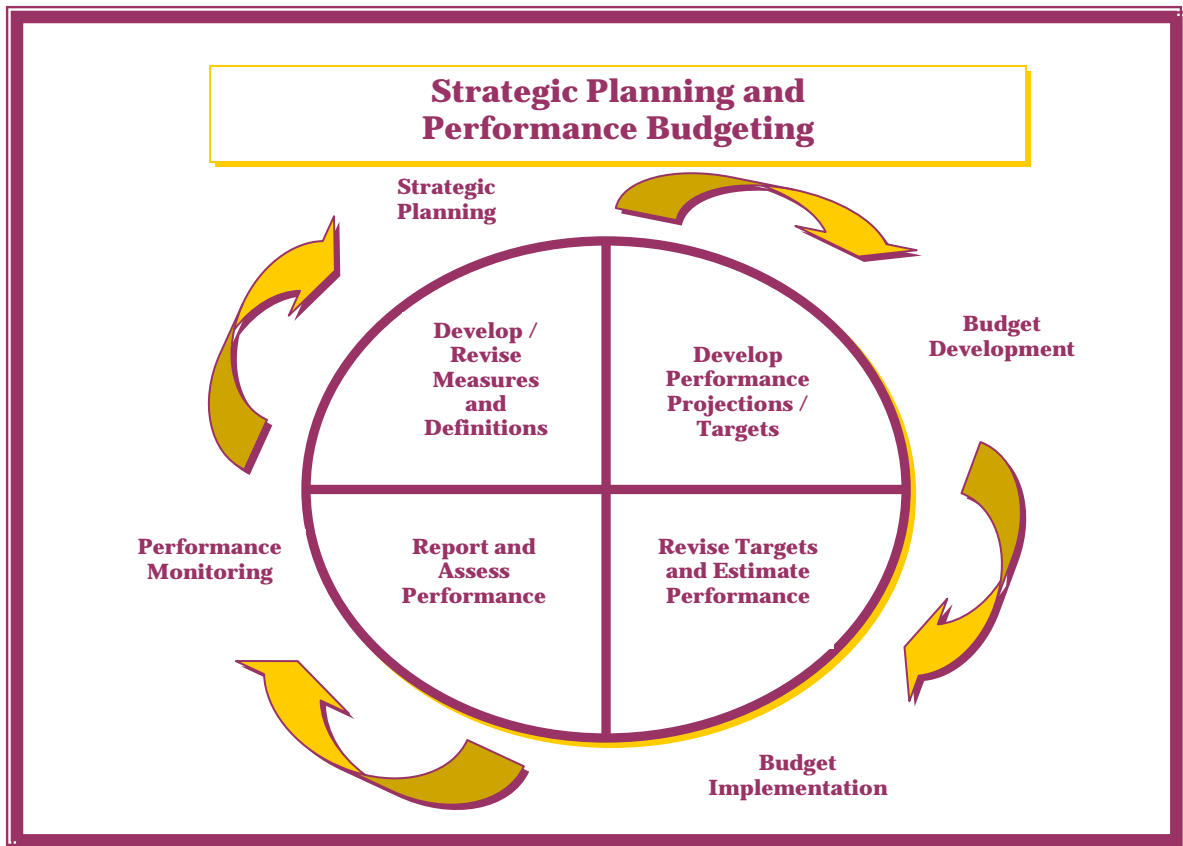 Strategic Planning and
Performance Budgeting
Strategic
Planning
Budget
Development
Develop /
Revise
Measures
and
Definitions
Develop
Performance
Projections /
Targets
Performance
Monitoring
Report and
Assess
Performance
Revise Targets
and Estimate
Performance
Budget
Implementation